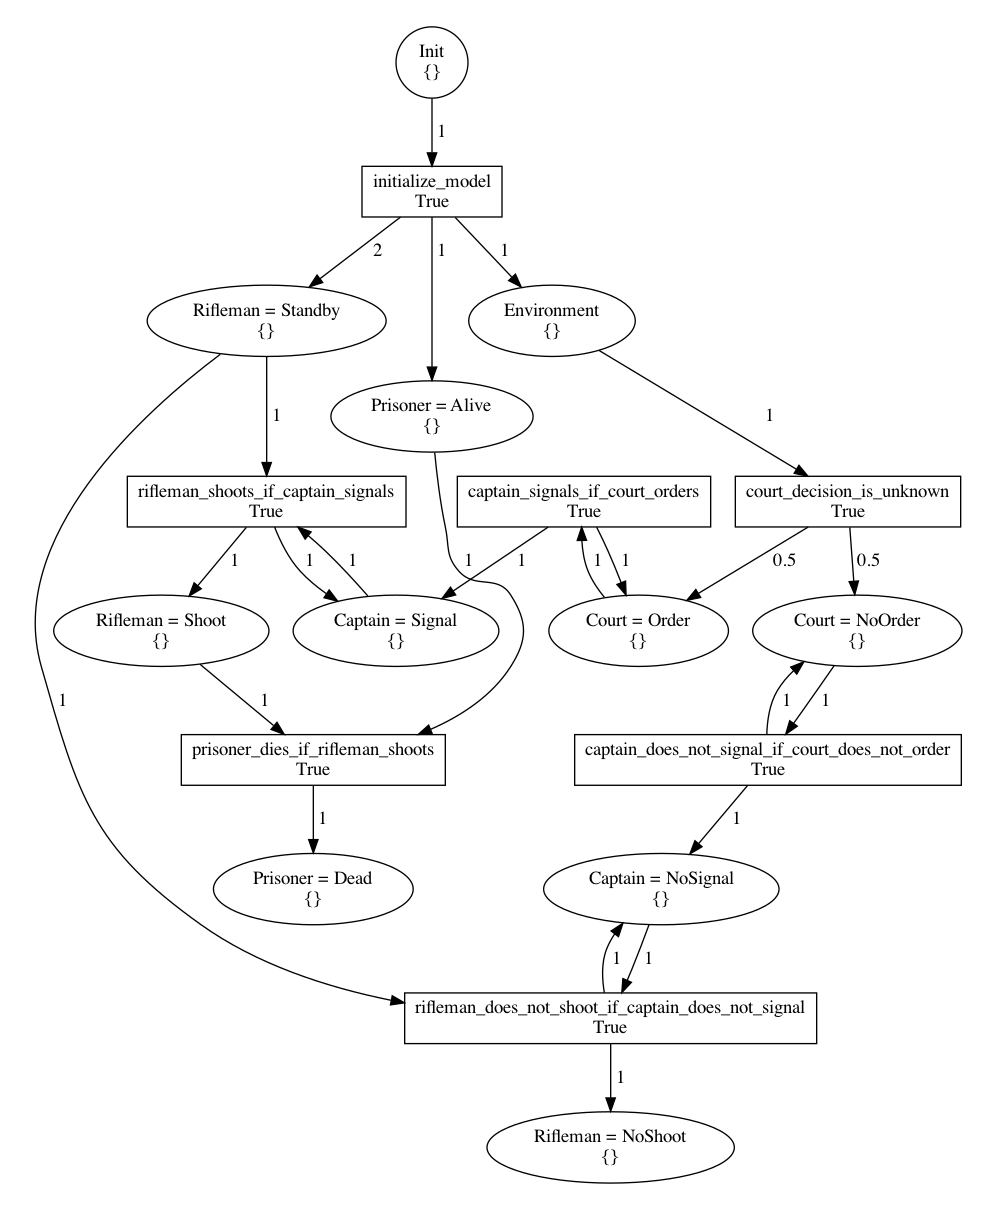 Init
{}
1
initialize_model
True
2
1
1
Rifleman = Standby
{}
Environment
{}
Prisoner = Alive
{}
1
1
rifleman_shoots_if_captain_signals
True
captain_signals_if_court_orders
True
court_decision_is_unknown
True
1
1
1
1
1
1
1
0.5
0.5
Rifleman = Shoot
{}
Captain = Signal
{}
Court = Order
{}
Court = NoOrder
{}
1
1
1
1
prisoner_dies_if_rifleman_shoots
True
captain_does_not_signal_if_court_does_not_order
True
1
1
Prisoner = Dead
{}
Captain = NoSignal
{}
1
1
rifleman_does_not_shoot_if_captain_does_not_signal
True
1
Rifleman = NoShoot
{}